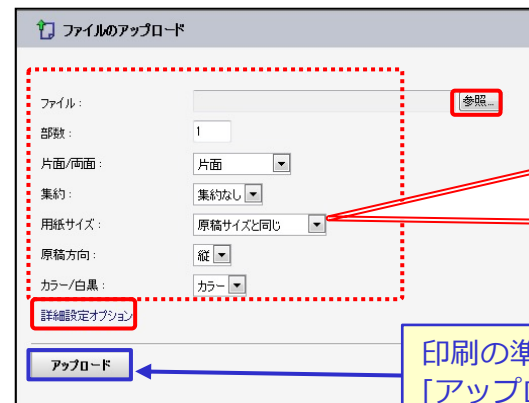 ファイルのアップロード
ファイル：
参照...
部数：
1
片面/両面：
片面
集約：
集約なし
用紙サイズ：
原稿サイズと同じ
原稿方向：
縦
カラー/白黒：
カラー
詳細設定オプション
アップロード
印刷の準
[アップロ